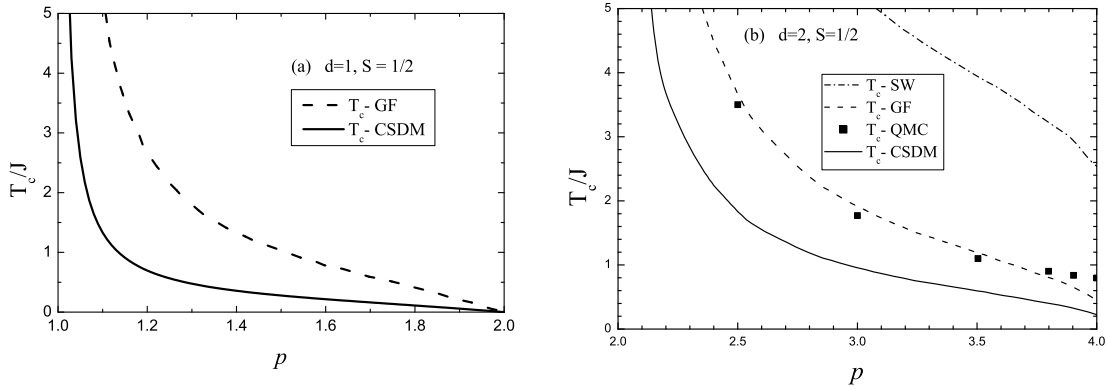 (a) d=1, S = 1/2
T_c- GF
T_c- CSDM
T_c/J
5
4
3
2
1
0
1.0 1.2 1.4 1.6 1.8 2.0
p
(b) d=2, S=1/2
T_c- SW
T_c- GF
T_c- QMC
T_c- CSDM
T_c/J
5
4
3
2
1
0
2.0 2.5 3.0 3.5 4.0
p